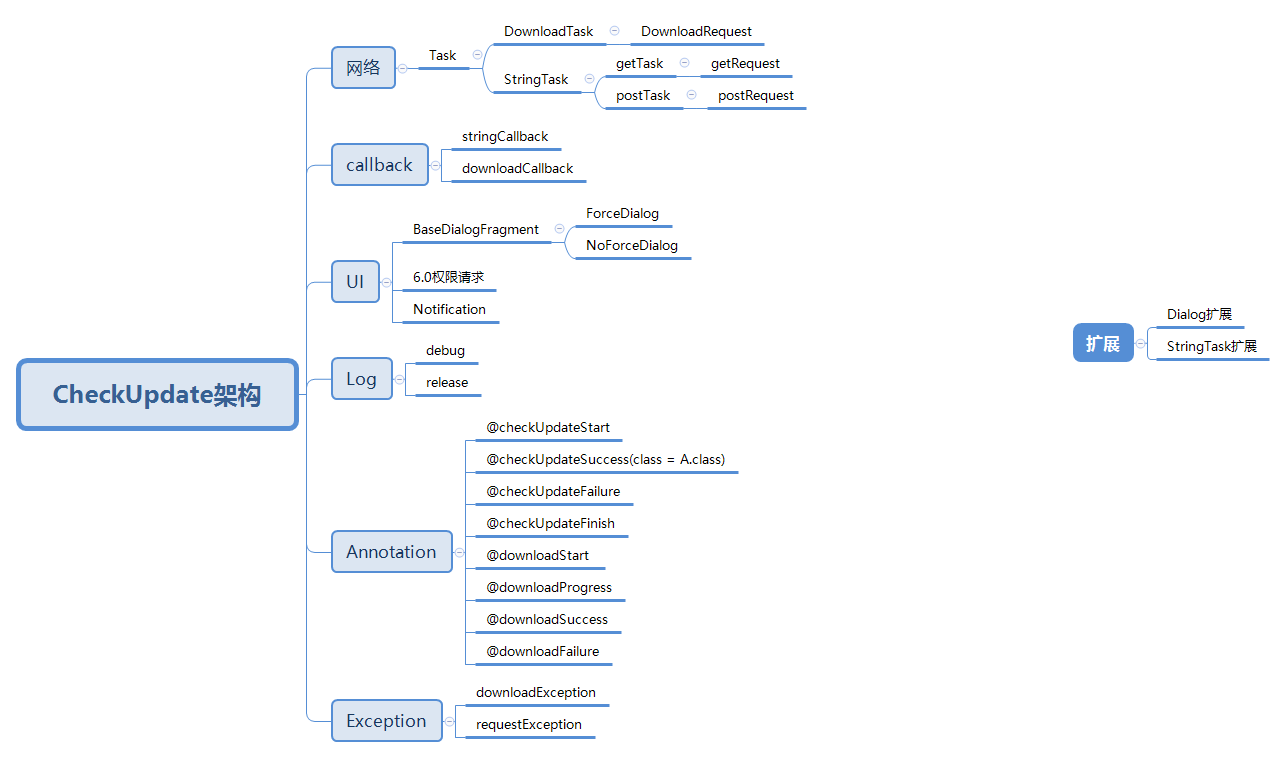 CheckUpdate架构
网络
Task
DownloadTask
DownloadRequest
StringTask
getTask
getRequest
postTask
postRequest
callback
stringCallback
downloadCallback
UI
BaseDialogFragment
ForceDialog
NoForceDialog
6.0权限请求
Notification
Log
debug
release
Annotation
@checkUpdateStart
@checkUpdateSuccess(class = A.class)
@checkUpdateFailure
@checkUpdateFinish
@downloadStart
@downloadProgress
@downloadSuccess
@downloadFailure
Exception
downloadException
requestException
扩展
Dialog扩展
StringTask扩展